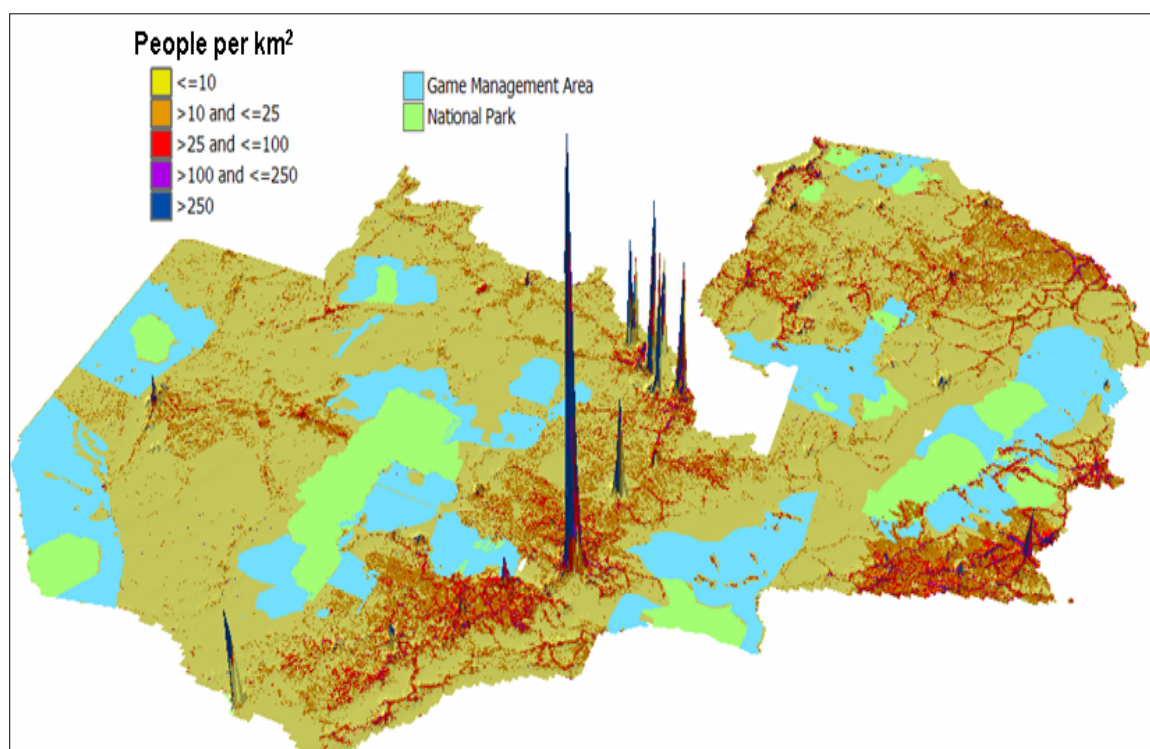 People per km²
<=10
>10 and <=25
>25 and <=100
>100 and <=250
>250
Game Management Area
National Park